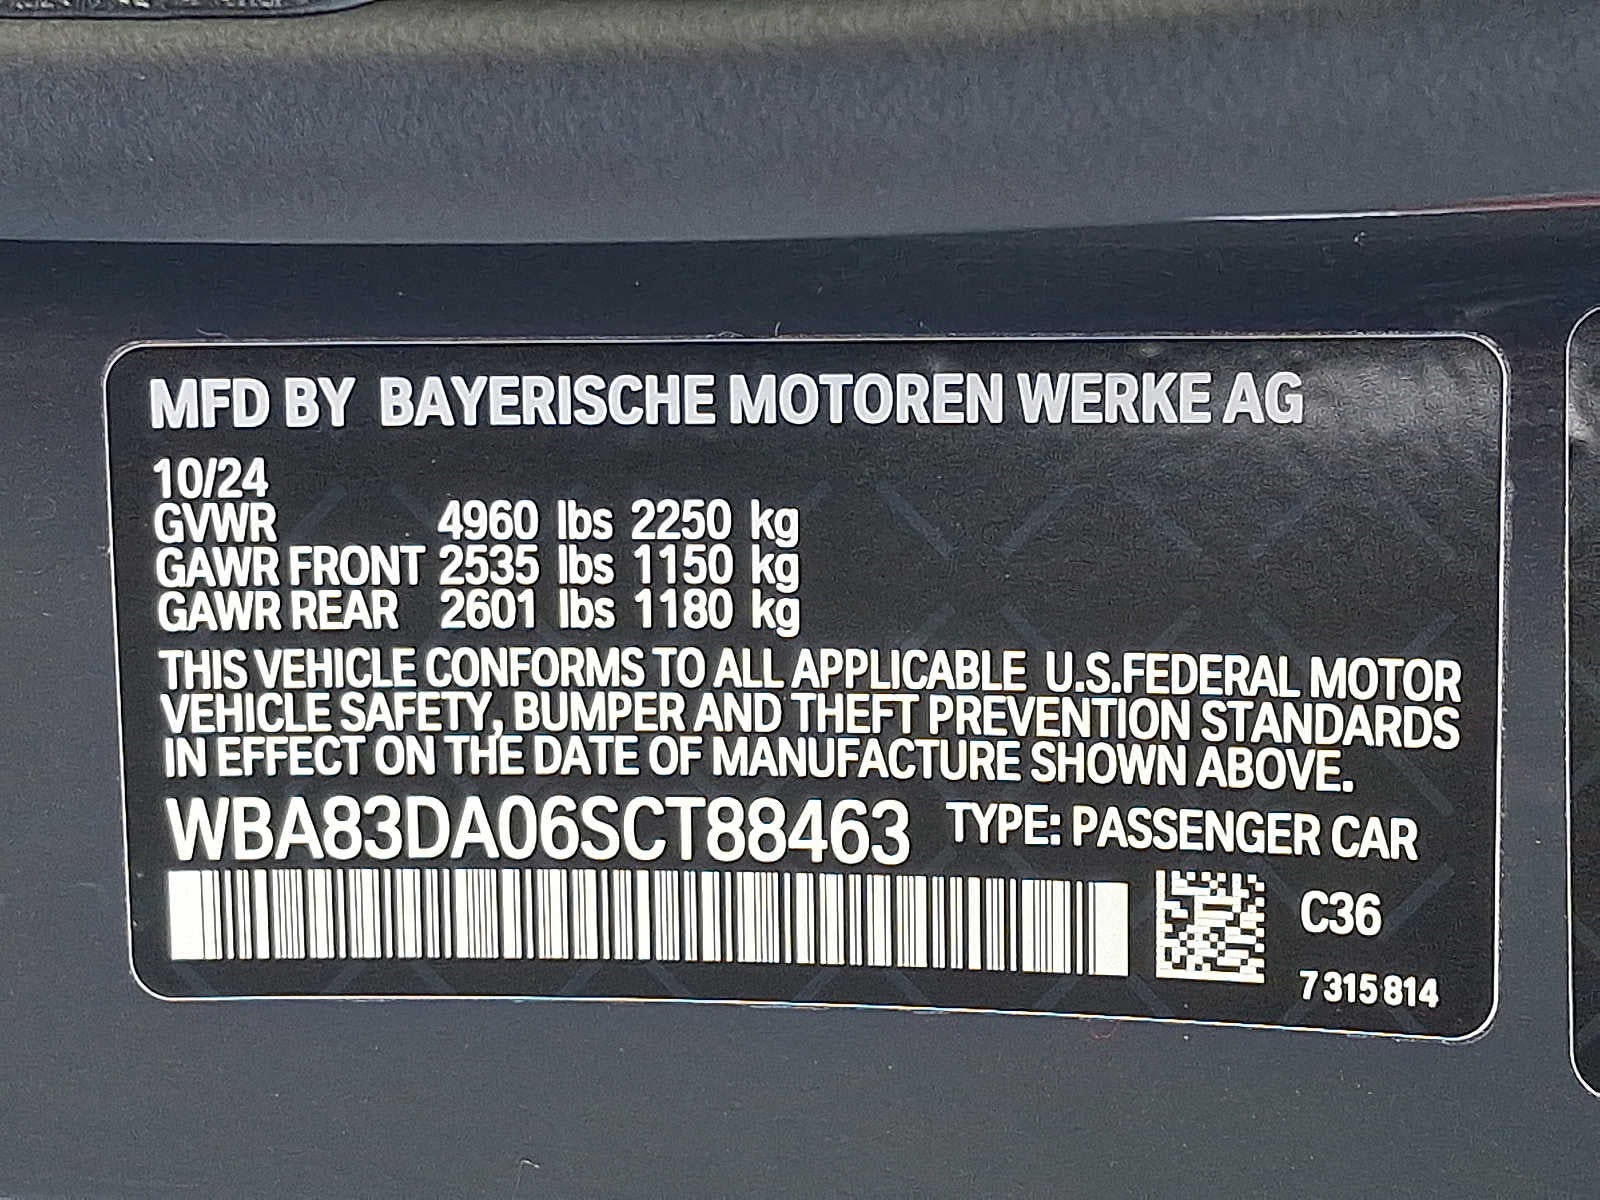 MFD BY BAYERISCHE MOTOREN WERKE AG
10/24
GVWR 4960 lbs 2250 kg
GAWR FRONT 2535 lbs 1150 kg
GAWR REAR 2601 lbs 1180 kg
THIS VEHICLE CONFORMS TO ALL APPLICABLE U.S.FEDERAL MOTOR
VEHICLE SAFETY, BUMPER AND THEFT PREVENTION STANDARDS
IN EFFECT ON THE DATE OF MANUFACTURE SHOWN ABOVE.
WBA83DA06SCT88463 TYPE: PASSENGER CAR
C36
7 315 814